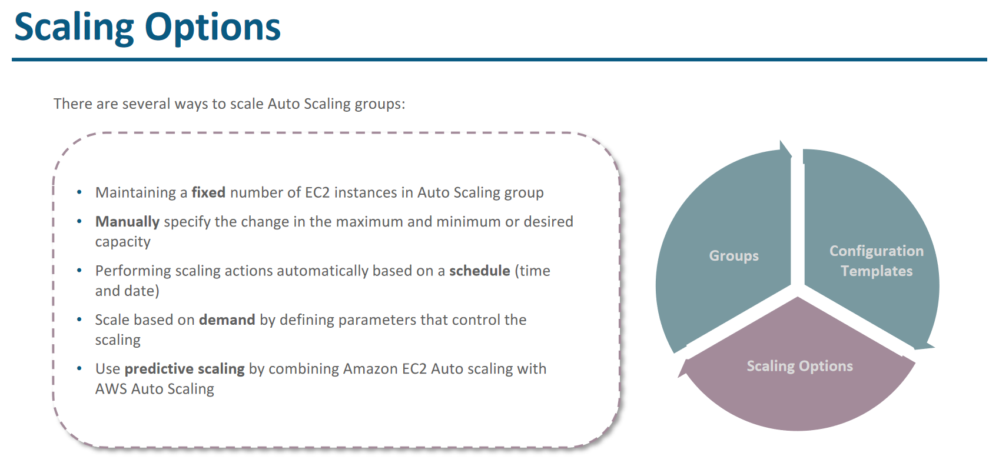 Scaling Options
There are several ways to scale Auto Scaling groups:
• Maintaining a fixed number of EC2 instances in Auto Scaling group
• Manually specify the change in the maximum and minimum or desired
capacity
• Performing scaling actions automatically based on a schedule (time
and date)
• Scale based on demand by defining parameters that control the
scaling
• Use predictive scaling by combining Amazon EC2 Auto scaling with
AWS Auto Scaling
Groups
Configuration
Templates
Scaling Options